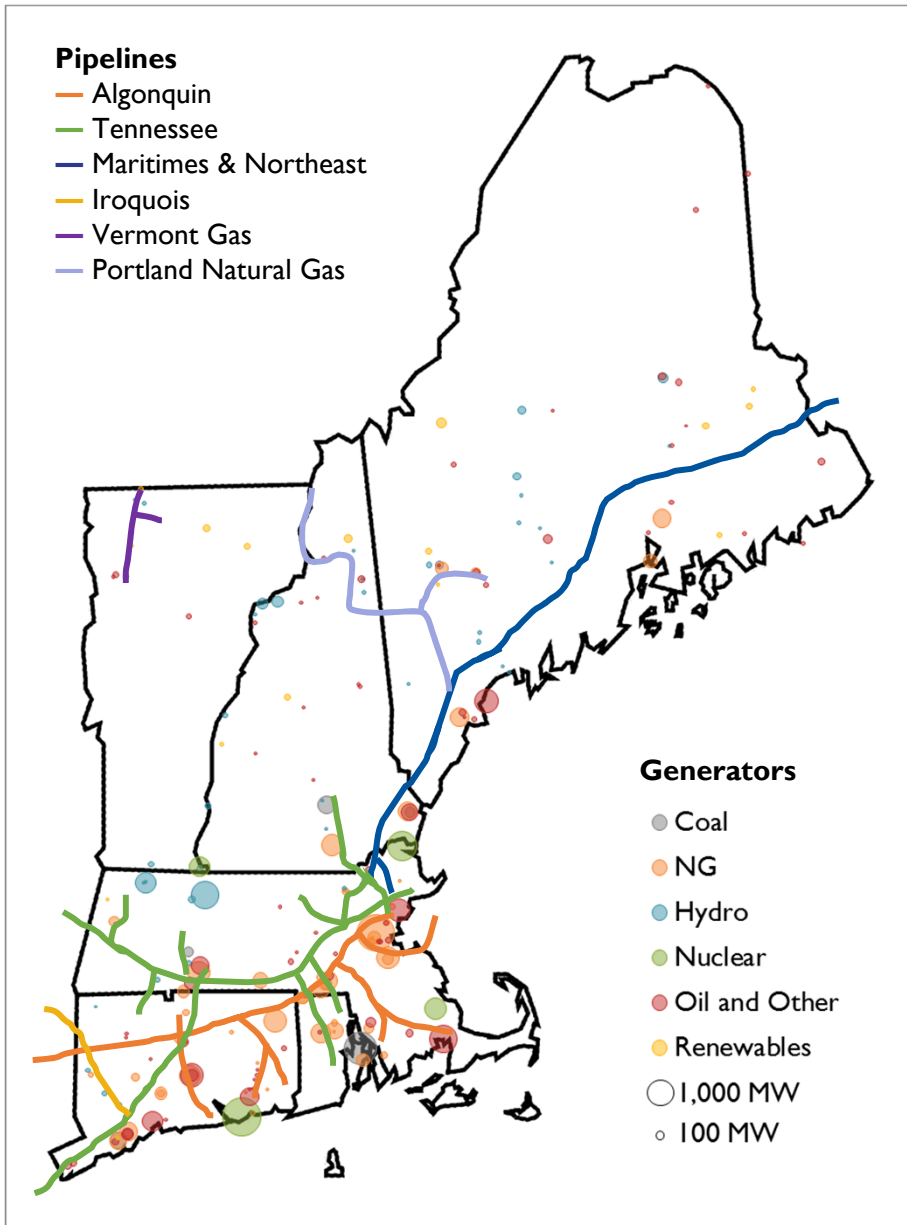 Pipelines
Algonquin
Tennessee
Maritimes & Northeast
Iroquois
Vermont Gas
Portland Natural Gas
Generators
Coal
NG
Hydro
Nuclear
Oil and Other
Renewables
1,000 MW
100 MW